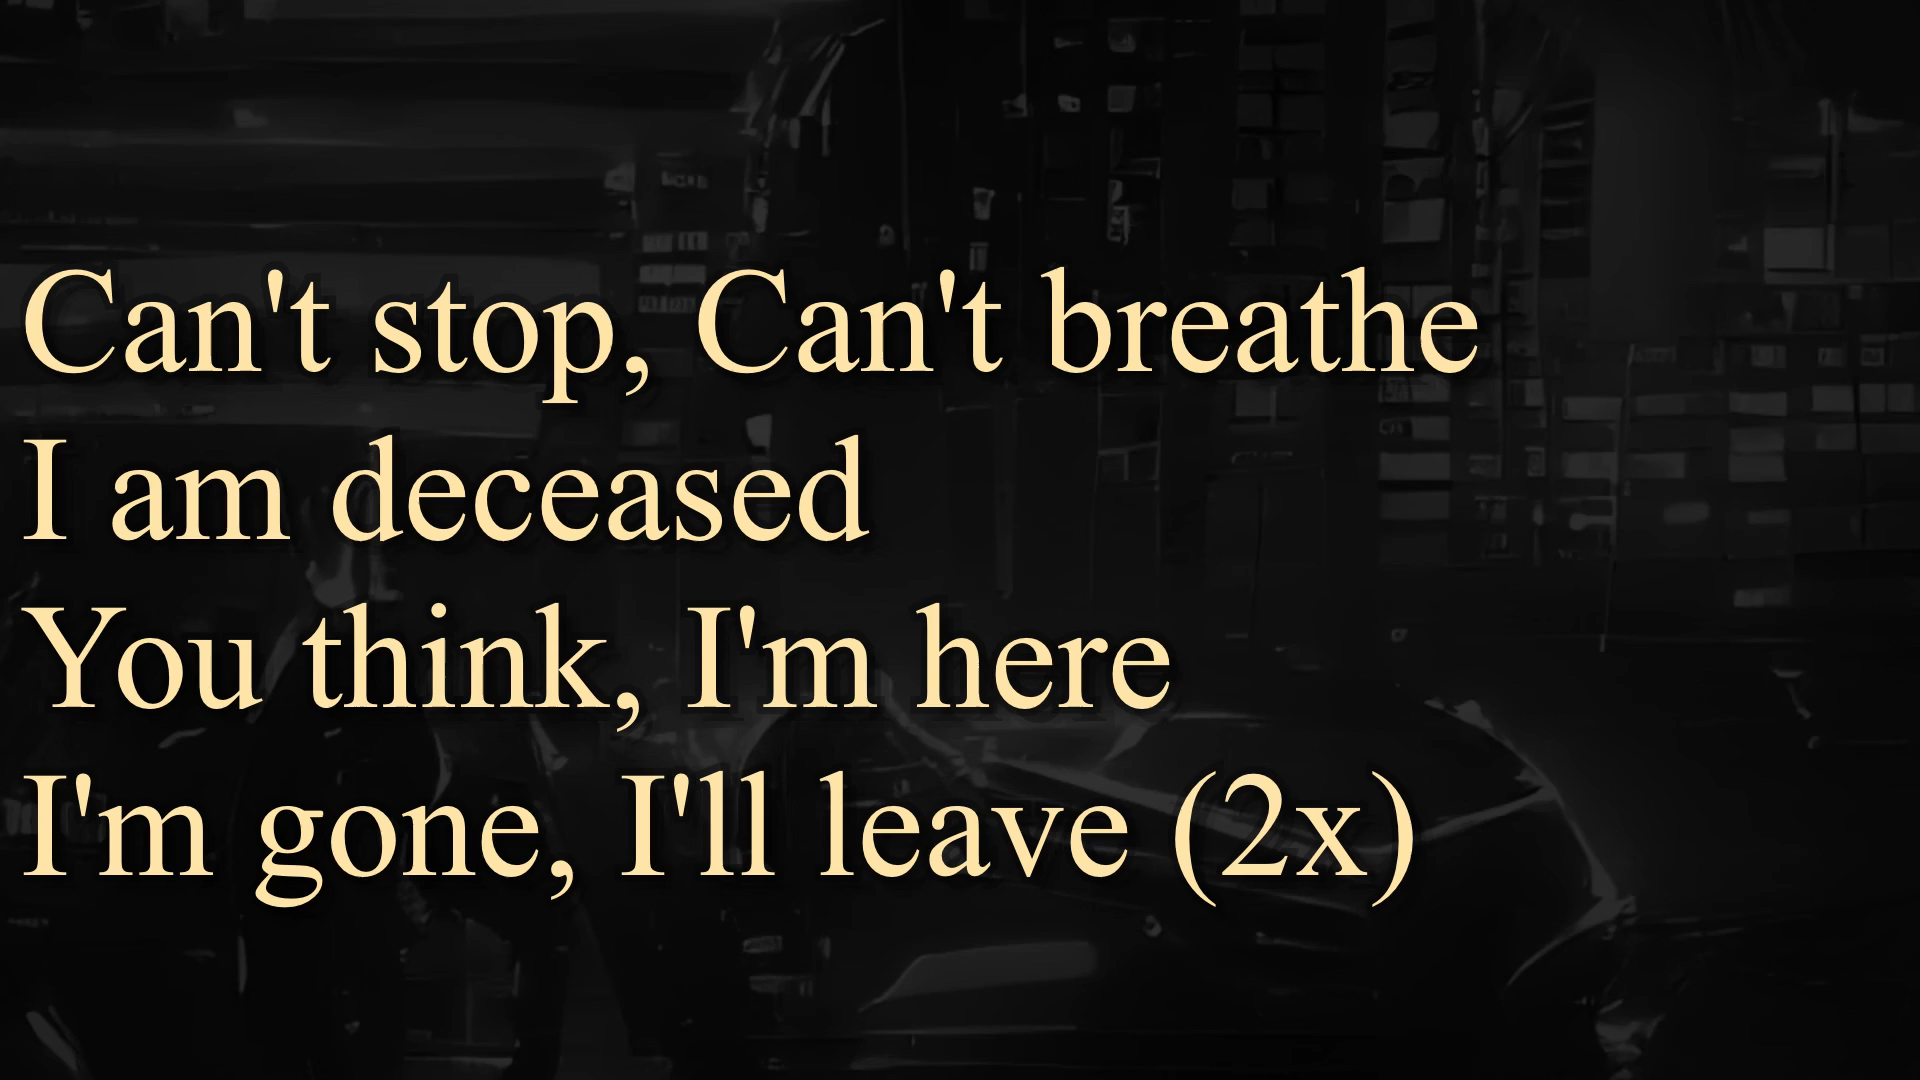 Can't stop, Can't breathe
I am deceased
You think, I'm here
I'm gone, I'll leave (2x)